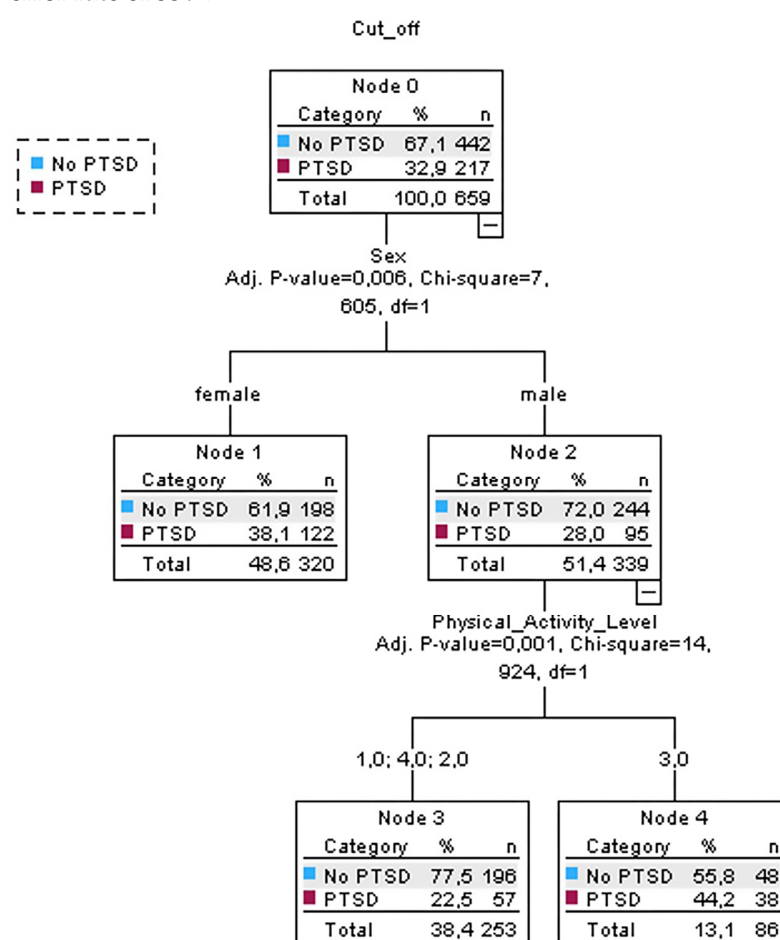 Cut_off
No PTSD
PTSD
Node 0
Category % n
No PTSD 67,1 442
PTSD 32,9 217
Total 100,0 659
Sex
Adj. P-value=0,006, Chi-square=7,
605, df=1
female
male
Node 1
Category % n
No PTSD 61,9 198
PTSD 38,1 122
Total 48,6 320
Node 2
Category % n
No PTSD 72,0 244
PTSD 28,0 95
Total 51,4 339
Physical_Activity_Level
Adj. P-value=0,001, Chi-square=14,
924, df=1
1,0; 4,0; 2,0
3,0
Node 3
Category % n
No PTSD 77,5 196
PTSD 22,5 57
Total 38,4 253
Node 4
Category % n
No PTSD 55,8 48
PTSD 44,2 38
Total 13,1 86